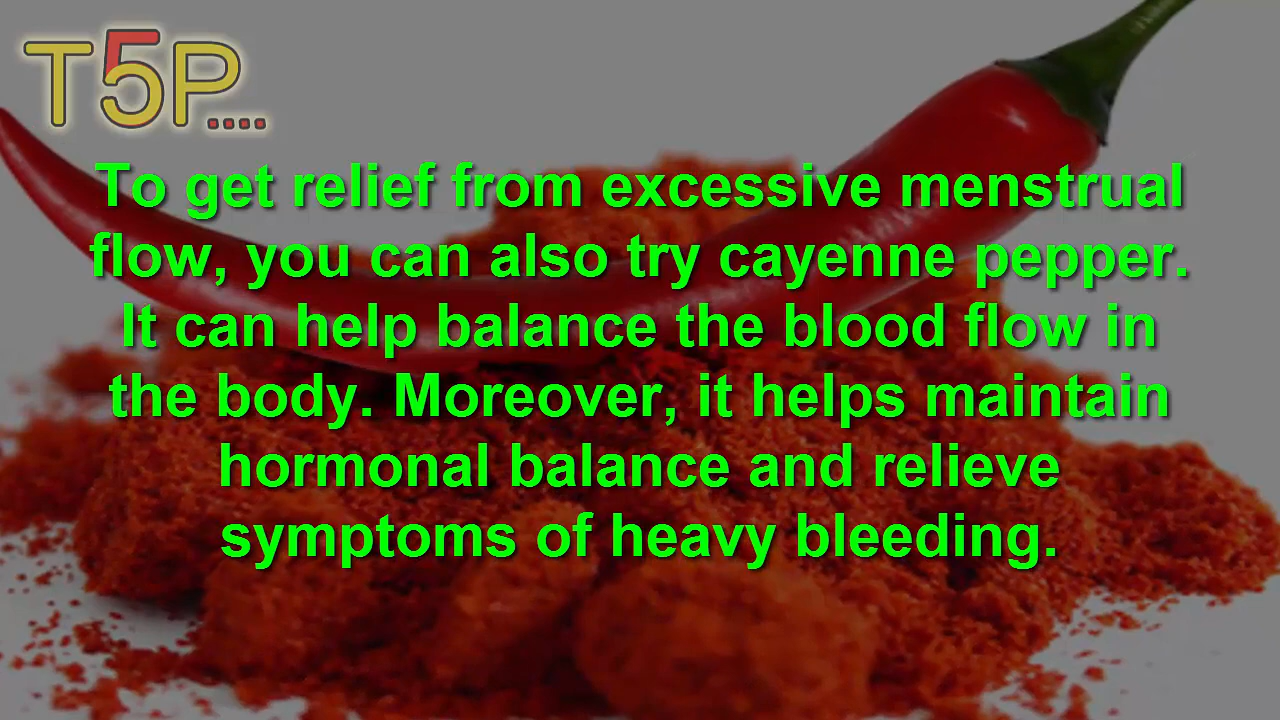 T5P....
To get relief from excessive menstrual
flow, you can also try cayenne pepper.
It can help balance the blood flow in
the body. Moreover, it helps maintain
hormonal balance and relieve
symptoms of heavy bleeding.